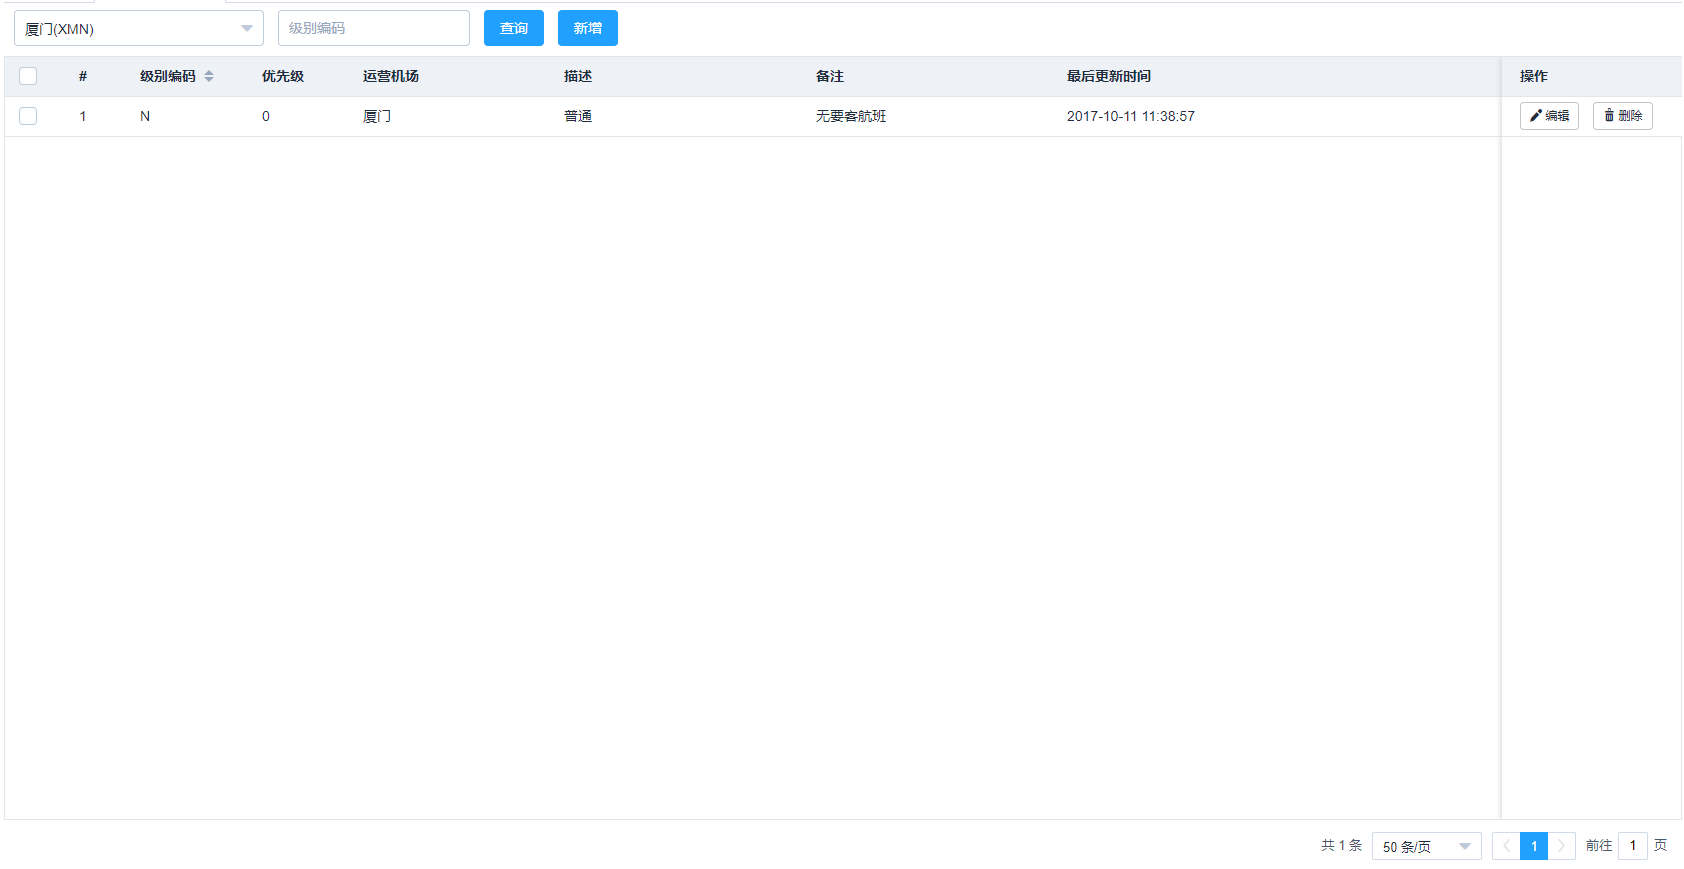 厦门(XMN) 级别编码 查询 新增
# 级别编码 优先级 运营机场 描述 备注 最后更新时间 操作
1 N 0 厦门 普通 无要客航班 2017-10-11 11:38:57 编辑 删除
共 1 条 50 条/页 1 前往 1 页